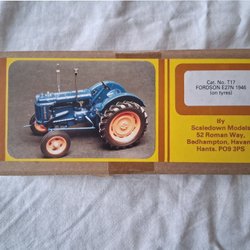 Cat. No. T17
FORDSON E27N 1946
(on tyres)
By
Scaledown Models
52 Roman Way,
Bedhampton, Havant
Hants. PO9 3PS